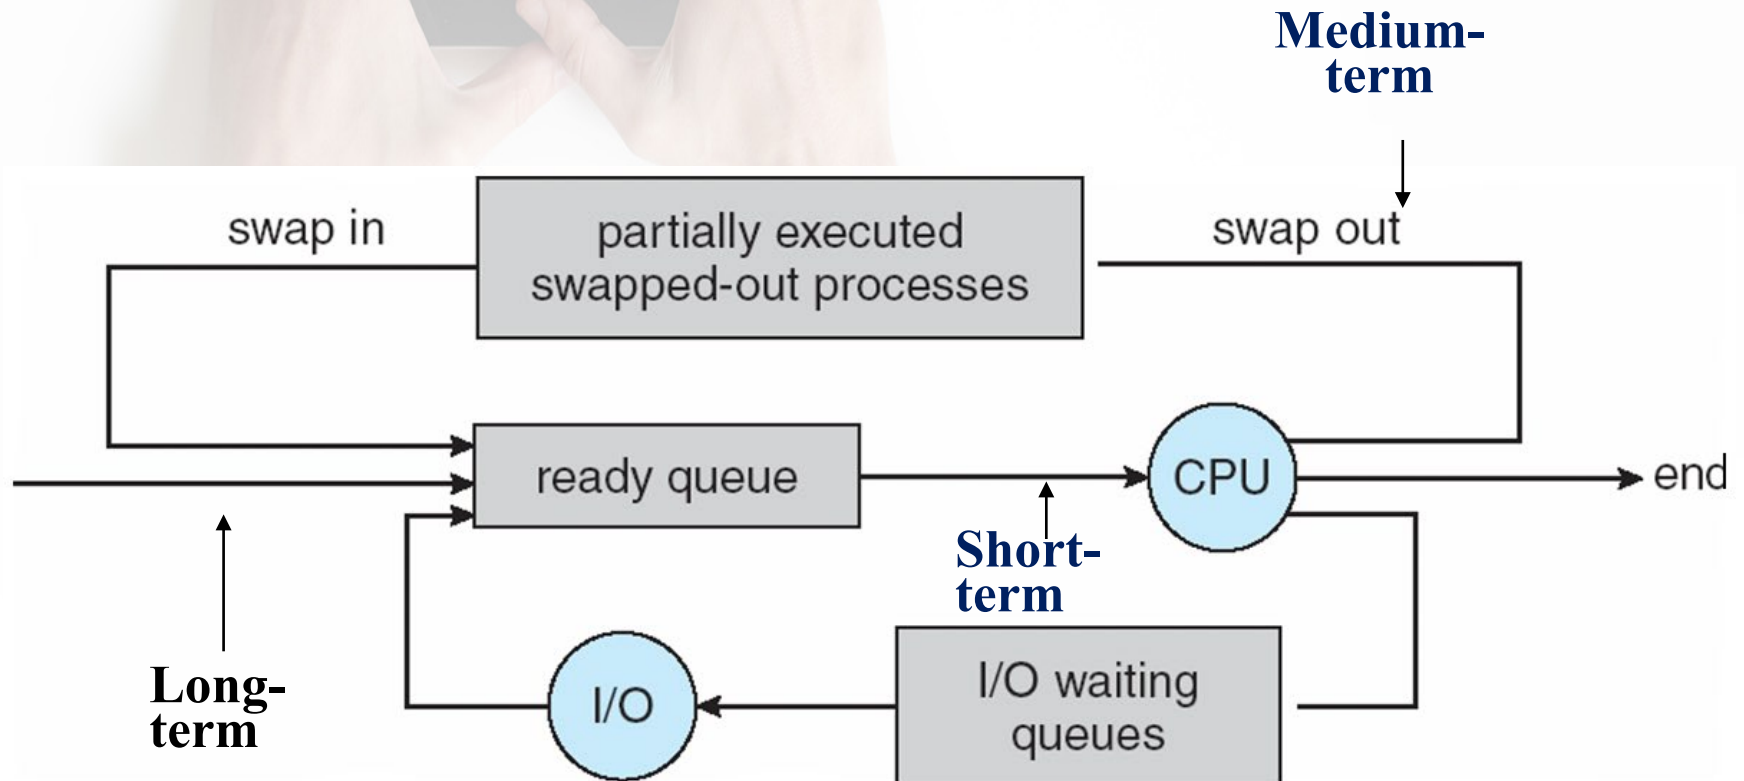 Medium-
term
swap in
partially executed
swapped-out processes
swap out
ready queue
CPU
end
Short-
term
Long-
term
I/O
I/O waiting
queues